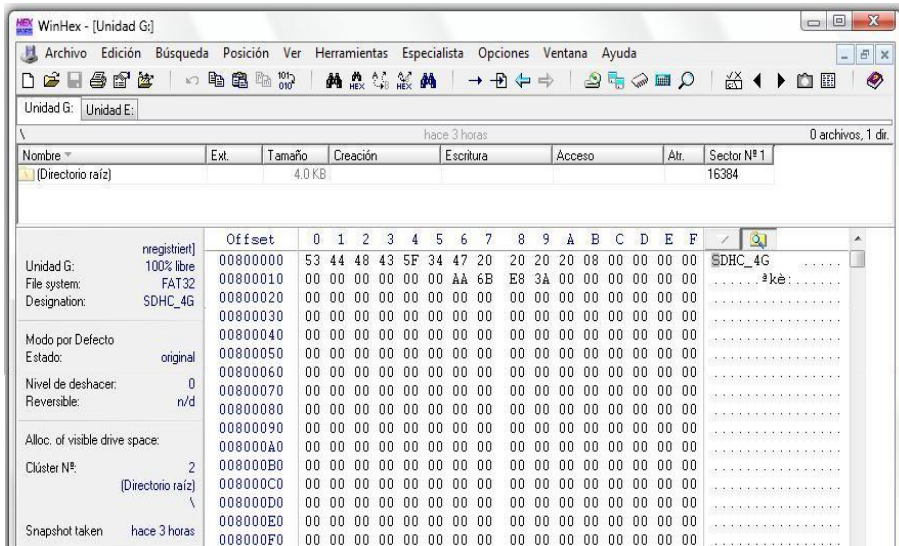 WinHex - [Unidad G:]
Archivo Edición Búsqueda Posición Ver Herramientas Especialista Opciones Ventana Ayuda
Unidad G: Unidad E:
\ hace 3 horas 0 archivos, 1 dir.
Nombre Ext. Tamaño Creación Escritura Acceso Atr. Sector Nº 1
(Directorio raíz) 4.0 KB 16384
nregistriert]
Unidad G: 100% libre
File system: FAT32
Designation: SDHC_4G
Modo por Defecto
Estado: original
Nivel de deshacer: 0
Reversible: n/d
Alloc. of visible drive space:
Clúster Nº: 2
(Directorio raíz)
\
Snapshot taken hace 3 horas
Offset 0 1 2 3 4 5 6 7 8 9 A B C D E F
00800000 53 44 48 43 5F 34 47 20 20 20 20 08 00 00 00 00 SDHC_4G .....
00800010 00 00 00 00 00 00 AA 6B E8 3A 00 00 00 00 00 00 ......ªkè:......
00800020 00 00 00 00 00 00 00 00 00 00 00 00 00 00 00 00 ................
00800030 00 00 00 00 00 00 00 00 00 00 00 00 00 00 00 00 ................
00800040 00 00 00 00 00 00 00 00 00 00 00 00 00 00 00 00 ................
00800050 00 00 00 00 00 00 00 00 00 00 00 00 00 00 00 00 ................
00800060 00 00 00 00 00 00 00 00 00 00 00 00 00 00 00 00 ................
00800070 00 00 00 00 00 00 00 00 00 00 00 00 00 00 00 00 ................
00800080 00 00 00 00 00 00 00 00 00 00 00 00 00 00 00 00 ................
00800090 00 00 00 00 00 00 00 00 00 00 00 00 00 00 00 00 ................
008000A0 00 00 00 00 00 00 00 00 00 00 00 00 00 00 00 00 ................
008000B0 00 00 00 00 00 00 00 00 00 00 00 00 00 00 00 00 ................
008000C0 00 00 00 00 00 00 00 00 00 00 00 00 00 00 00 00 ................
008000D0 00 00 00 00 00 00 00 00 00 00 00 00 00 00 00 00 ................
008000E0 00 00 00 00 00 00 00 00 00 00 00 00 00 00 00 00 ................
008000F0 00 00 00 00 00 00 00 00 00 00 00 00 00 00 00 00 ................